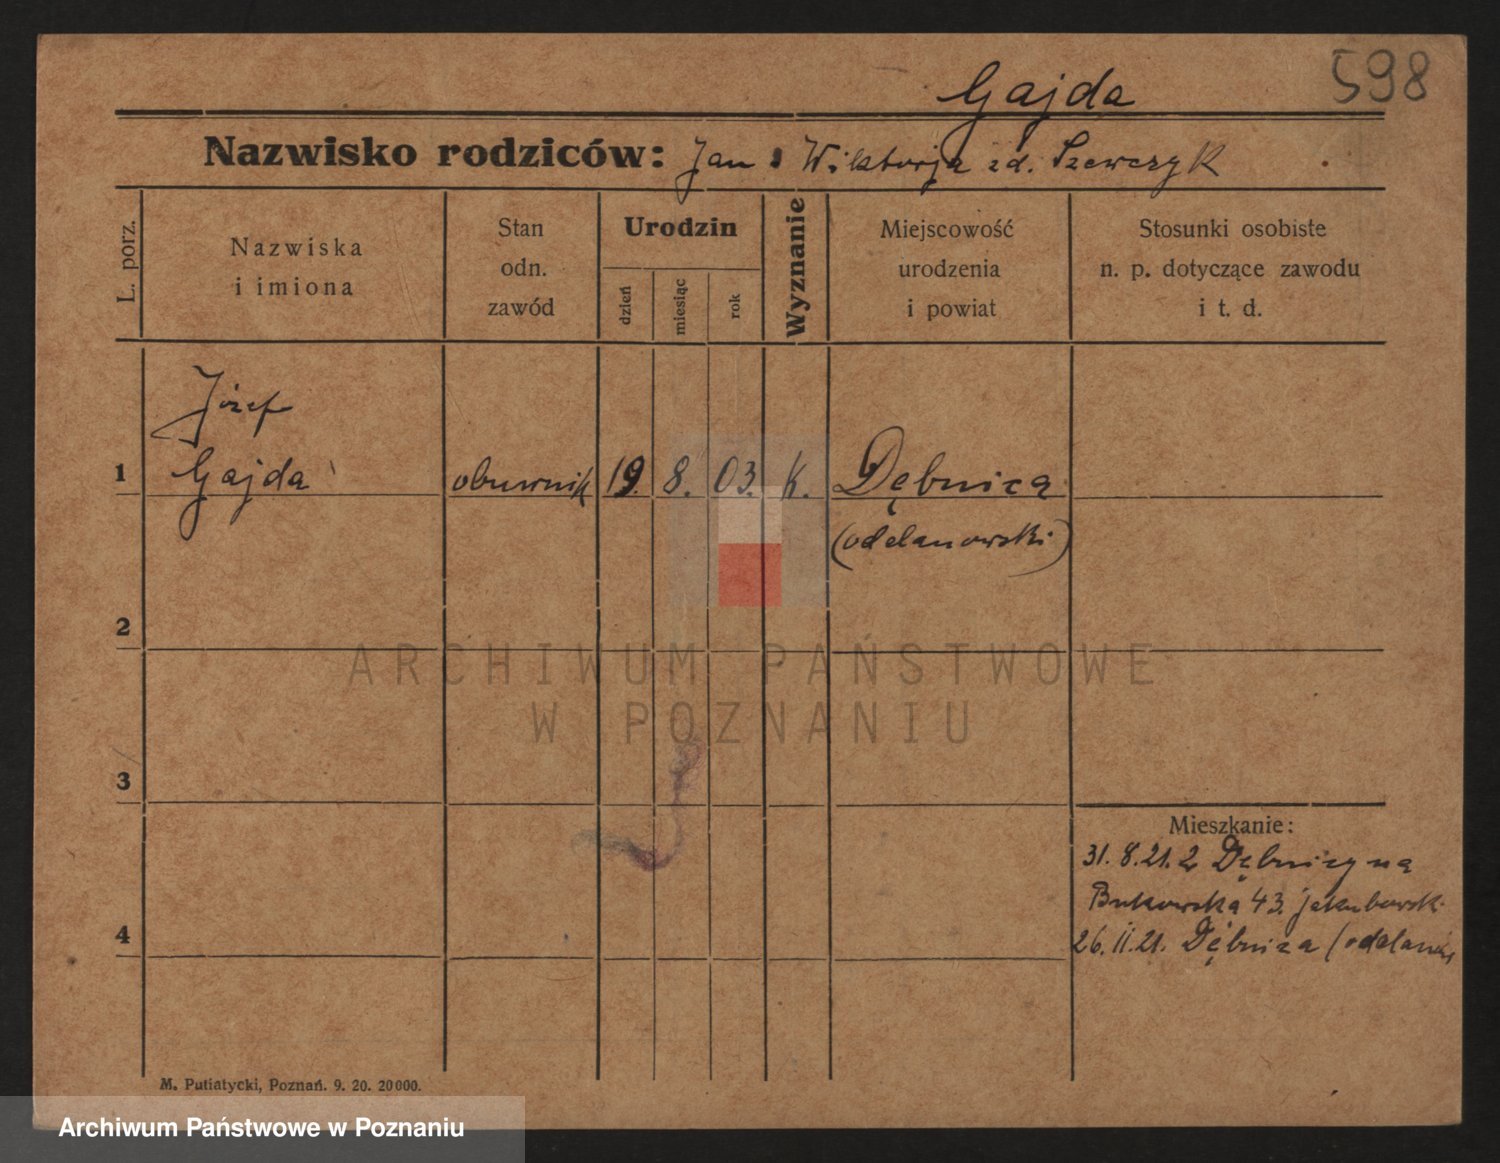 598
Gajda
Nazwisko rodziców: Jan i Wiktorja zd. Szewczyk
L. porz.
Nazwiska
i imiona
Stan
odn.
zawód
Urodzin
dzień
miesiąc
rok
Wyznanie
Miejscowość
urodzenia
i powiat
Stosunki osobiste
n. p. dotyczące zawodu
i t. d.
Józef
1 Gajda obuwnik 19. 8. 03. k. Dębnica
(odolanowski)
2
ARCHIWUM PAŃSTWOWE
W POZNANIU
3
Mieszkanie:
31.8.21. z Dębnicy na
Bukowska 43. Jakubowski
4
26.11.21. Dębnica (odolanow
M. Putiatycki, Poznań. 9. 20. 20000.
Archiwum Państwowe w Poznaniu